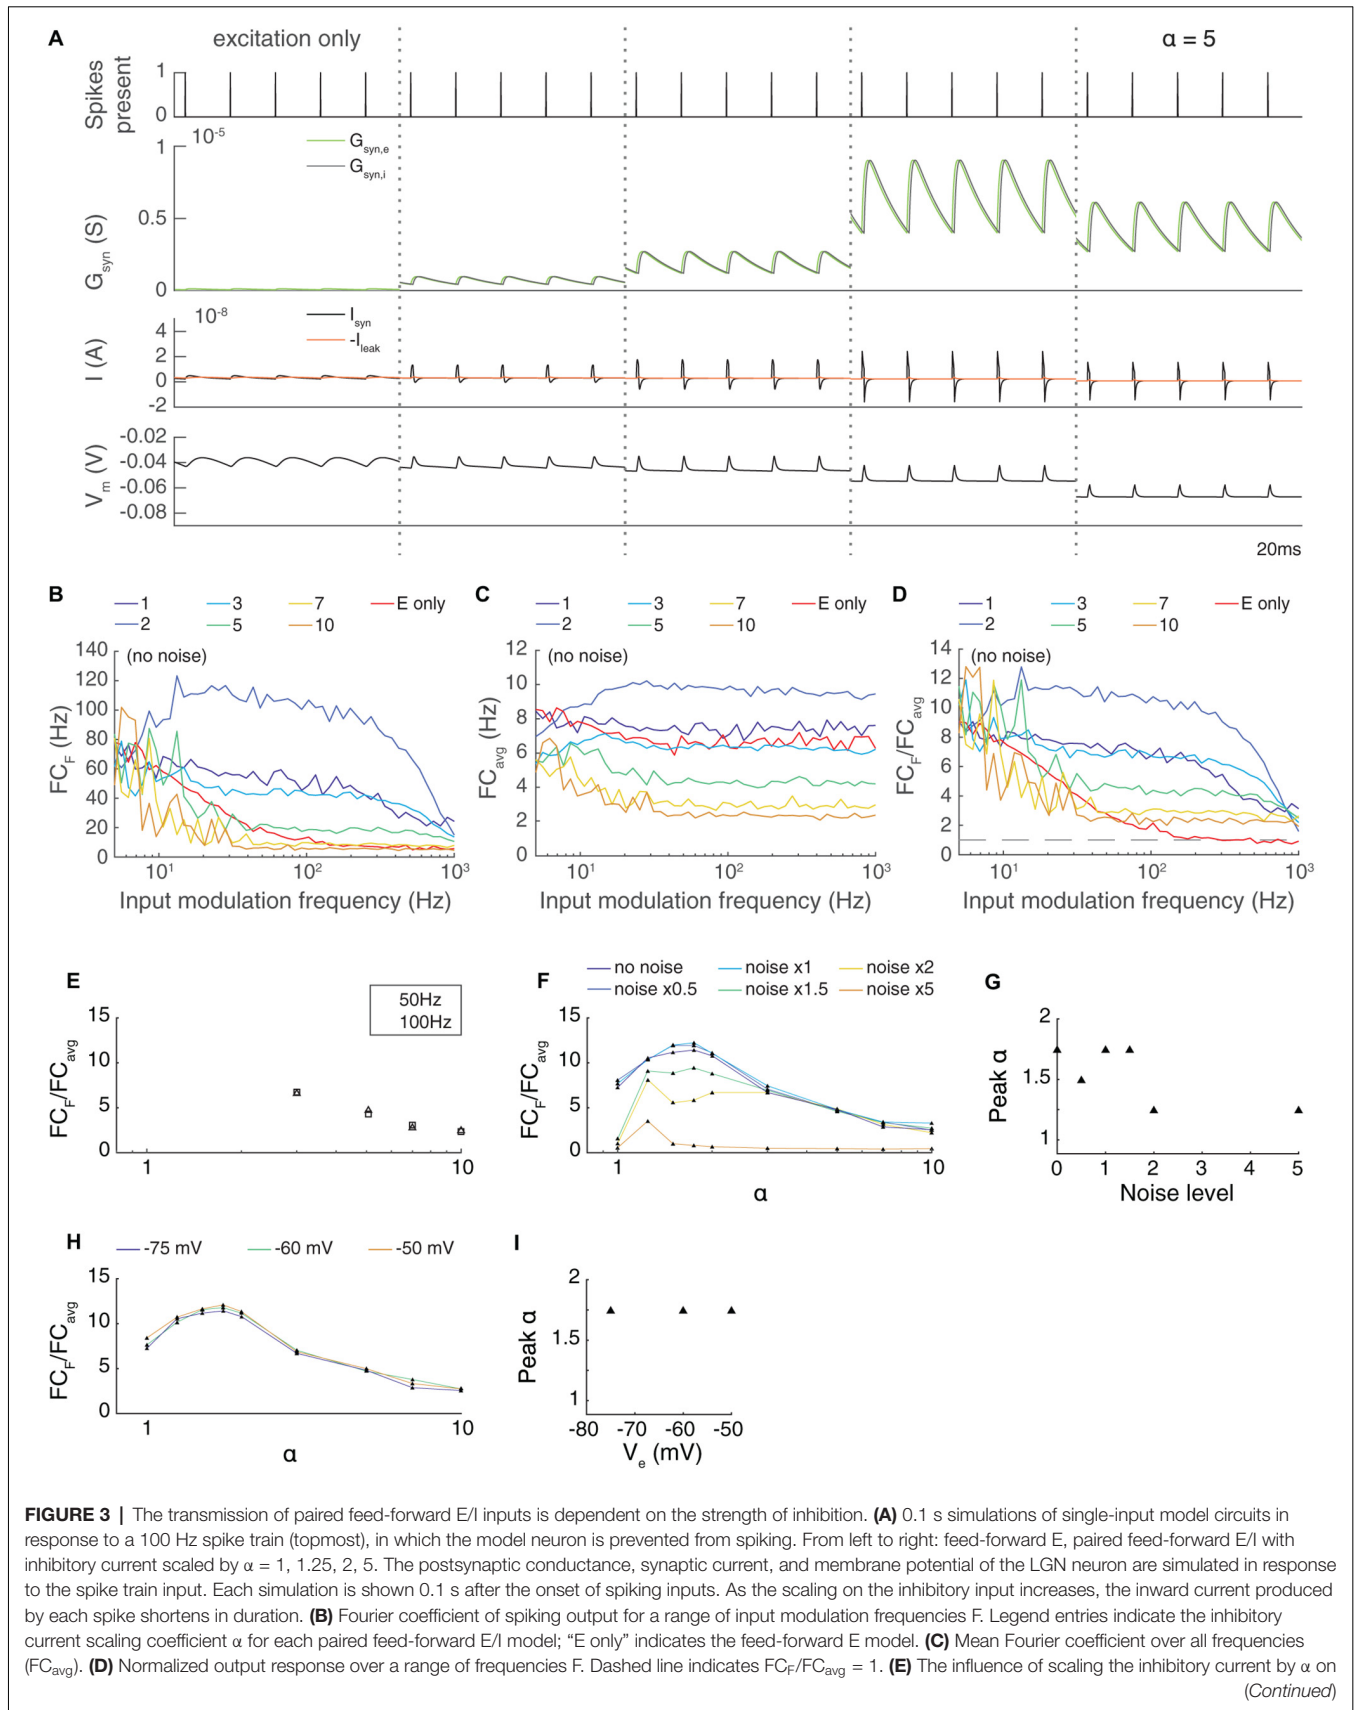 A
excitation only
α = 5
Spikes present
1
0
10-5
1
Gsyn,e
Gsyn,i
0.5
Gsyn (S)
0
10-8
Isyn
-Ileak
4
2
0
-2
I (A)
-0.02
-0.04
-0.06
-0.08
Vm (V)
20ms
B
1 3 7 E only
2 5 10
(no noise)
140
120
100
80
60
40
20
0
FCF (Hz)
10¹ 10² 10³
Input modulation frequency (Hz)
C
1 3 7 E only
2 5 10
(no noise)
12
10
8
6
4
2
0
FCavg (Hz)
10¹ 10² 10³
Input modulation frequency (Hz)
D
1 3 7 E only
2 5 10
(no noise)
14
12
10
8
6
4
2
0
FCF/FCavg
10¹ 10² 10³
Input modulation frequency (Hz)
E
50Hz
100Hz
15
10
5
0
FCF/FCavg
1 10
F
no noise noise x1 noise x2
noise x0.5 noise x1.5 noise x5
15
10
5
0
FCF/FCavg
1 10
α
G
2
1.5
1
Peak α
0 1 2 3 4 5
Noise level
H
-75 mV -60 mV -50 mV
15
10
5
0
FCF/FCavg
1 10
α
I
2
1.5
1
Peak α
-80 -70 -60 -50
Ve (mV)
FIGURE 3 | The transmission of paired feed-forward E/I inputs is dependent on the strength of inhibition. (A) 0.1 s simulations of single-input model circuits in
response to a 100 Hz spike train (topmost), in which the model neuron is prevented from spiking. From left to right: feed-forward E, paired feed-forward E/I with
inhibitory current scaled by α = 1, 1.25, 2, 5. The postsynaptic conductance, synaptic current, and membrane potential of the LGN neuron are simulated in response
to the spike train input. Each simulation is shown 0.1 s after the onset of spiking inputs. As the scaling on the inhibitory input increases, the inward current produced
by each spike shortens in duration. (B) Fourier coefficient of spiking output for a range of input modulation frequencies F. Legend entries indicate the inhibitory
current scaling coefficient α for each paired feed-forward E/I model; “E only” indicates the feed-forward E model. (C) Mean Fourier coefficient over all frequencies
(FCavg). (D) Normalized output response over a range of frequencies F. Dashed line indicates FCF/FCavg = 1. (E) The influence of scaling the inhibitory current by α on
(Continued)